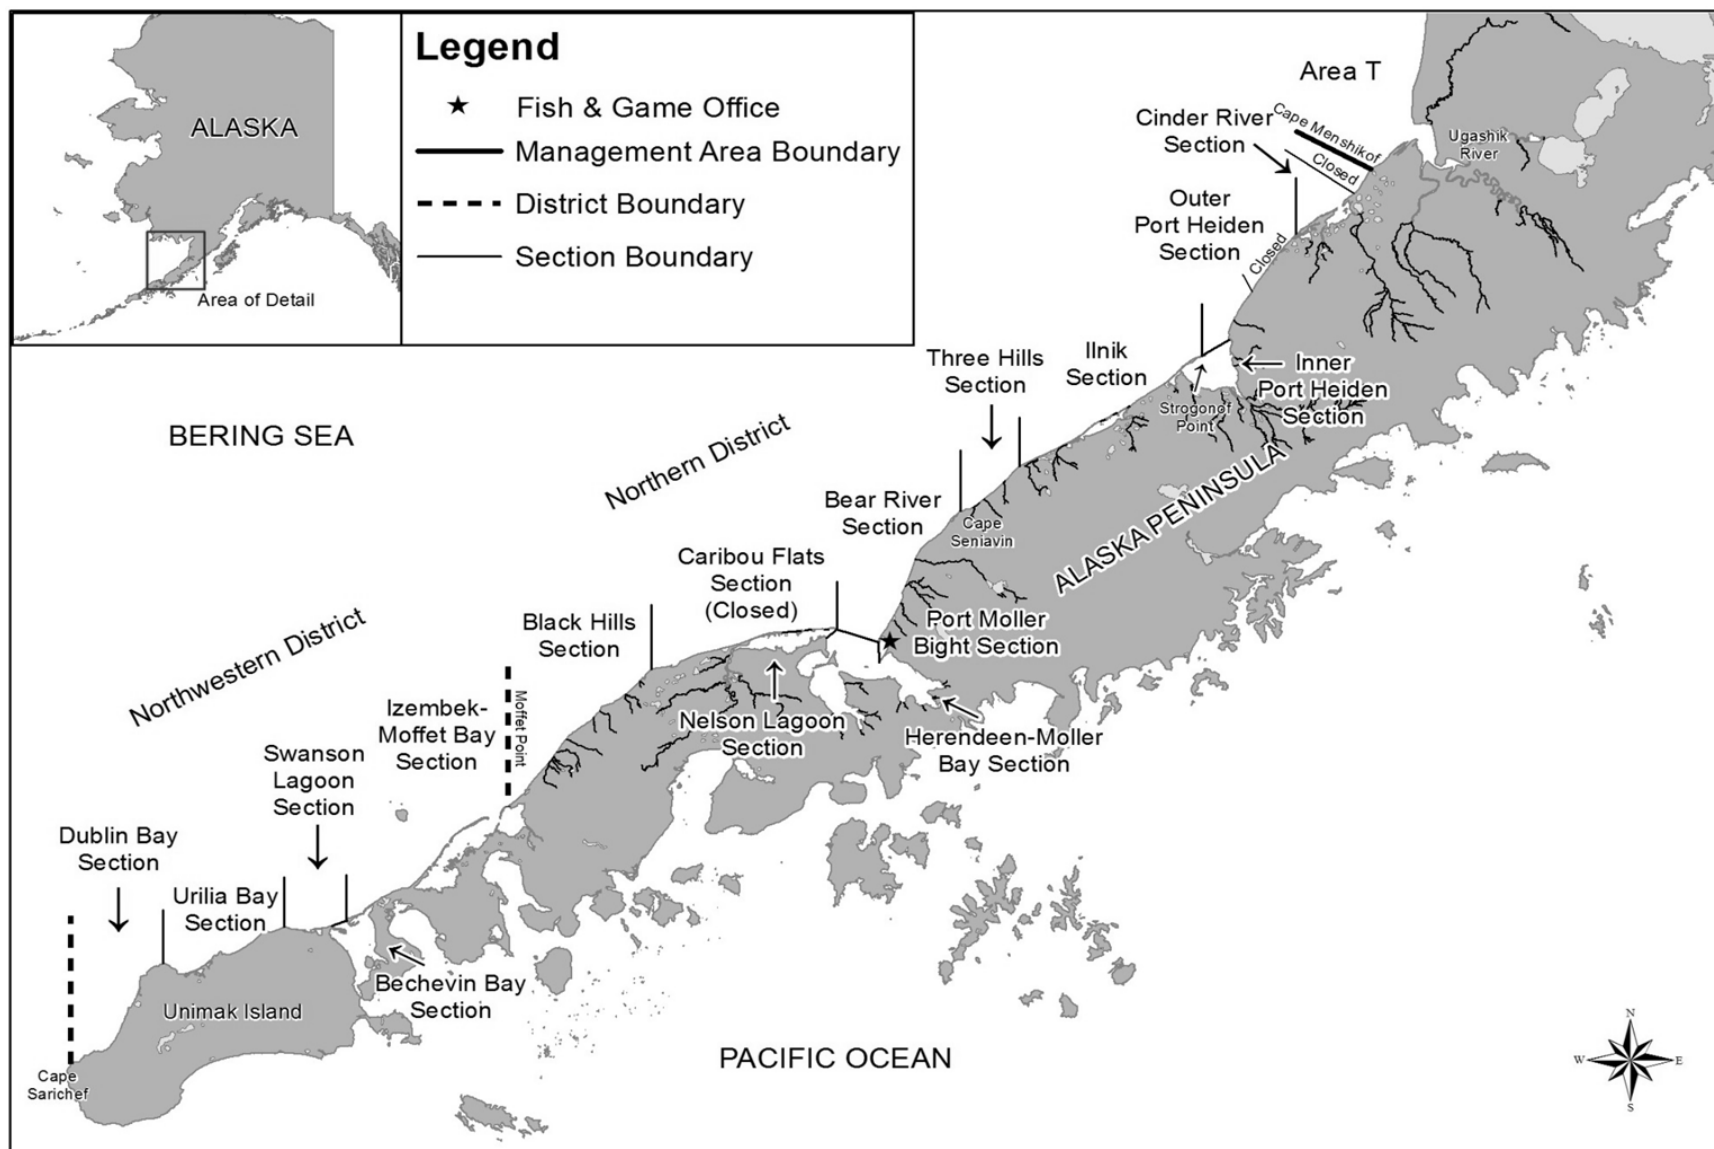 ALASKA
Area of Detail
Legend
Fish & Game Office
Management Area Boundary
District Boundary
Section Boundary
Area T
Cinder River
Section
Cape Menshikof
Closed
Ugashik
River
Outer
Port Heiden
Section
Closed
Three Hills
Section
Ilnik
Section
Inner
Port Heiden
Section
Strogonof
Point
BERING SEA
Northern District
Bear River
Section
Cape
Seniavin
ALASKA PENINSULA
Caribou Flats
Section
(Closed)
Black Hills
Section
Port Moller
Bight Section
Northwestern District
Izembek-
Moffet Bay
Section
Moffet Point
Nelson Lagoon
Section
Herendeen-Moller
Bay Section
Swanson
Lagoon
Section
Dublin Bay
Section
Urilia Bay
Section
Bechevin Bay
Section
Unimak Island
Cape
Sarichef
PACIFIC OCEAN
N
W
E
S